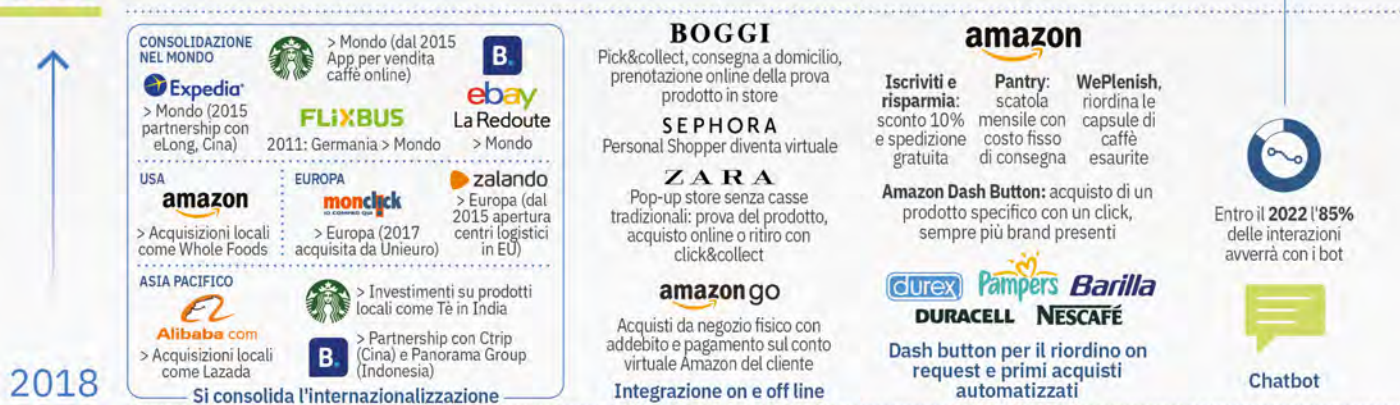 CONSOLIDAZIONE
NEL MONDO
Expedia
> Mondo (2015
partnership con
eLong, Cina)
> Mondo (dal 2015
App per vendita
caffè online)
FLiXBUS
2011: Germania > Mondo
B.
ebay
La Redoute
> Mondo
USA
amazon
> Acquisizioni locali
come Whole Foods
EUROPA
monclick
IO COMPRO QUI
> Europa (2017
acquisita da Unieuro)
zalando
> Europa (dal
2015 apertura
centri logistici
in EU)
ASIA PACIFICO
Alibaba.com
> Acquisizioni locali
come Lazada
> Investimenti su prodotti
locali come Tè in India
B.
> Partnership con Ctrip
(Cina) e Panorama Group
(Indonesia)
2018
Si consolida l'internazionalizzazione
BOGGI
Pick&collect, consegna a domicilio,
prenotazione online della prova
prodotto in store
SEPHORA
Personal Shopper diventa virtuale
ZARA
Pop-up store senza casse
tradizionali: prova del prodotto,
acquisto online o ritiro con
click&collect
amazon go
Acquisti da negozio fisico con
addebito e pagamento sul conto
virtuale Amazon del cliente
Integrazione on e off line
amazon
Iscriviti e
risparmia:
sconto 10%
e spedizione
gratuita
Pantry:
scatola
mensile con
costo fisso
di consegna
WePlenish,
riordina le
capsule di
caffè
esaurite
Amazon Dash Button: acquisto di un
prodotto specifico con un click,
sempre più brand presenti
durex Pampers Barilla
DURACELL NESCAFÉ
Dash button per il riordino on
request e primi acquisti
automatizzati
Entro il 2022 l'85%
delle interazioni
avverrà con i bot
Chatbot